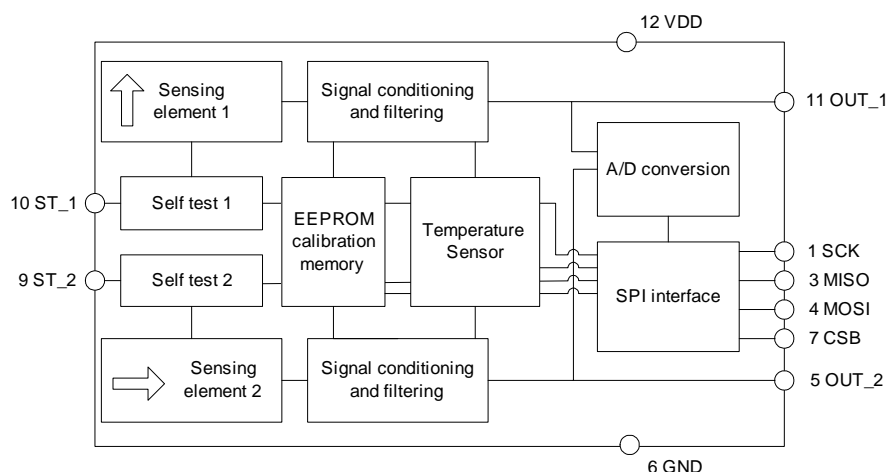 12 VDD
Sensing
element 1
Signal conditioning
and filtering
11 OUT_1
A/D conversion
10 ST_1
Self test 1
EEPROM
calibration
memory
Temperature
Sensor
9 ST_2
Self test 2
SPI interface
1 SCK
3 MISO
4 MOSI
7 CSB
Sensing
element 2
Signal conditioning
and filtering
5 OUT_2
6 GND